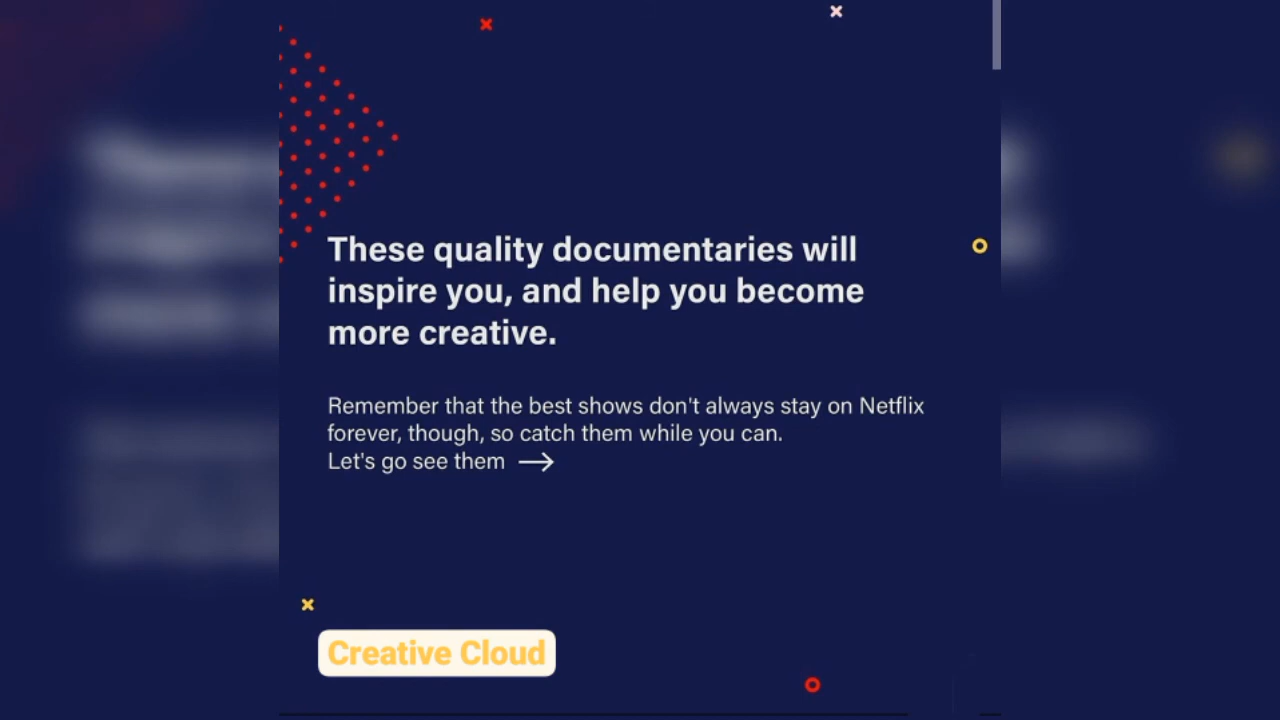 These quality documentaries will
inspire you, and help you become
more creative.
Remember that the best shows don't always stay on Netflix
forever, though, so catch them while you can.
Let's go see them →
Creative Cloud